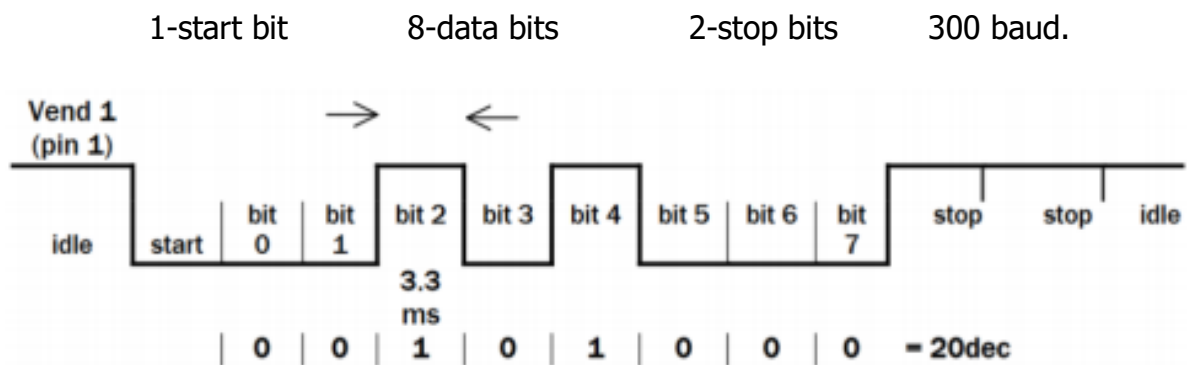 1-start bit 8-data bits 2-stop bits 300 baud.
Vend 1
(pin 1)
bit bit bit 2 bit 3 bit 4 bit 5 bit 6 bit stop stop idle
idle start 0 1 7
3.3
ms
0 0 1 0 1 0 0 0 = 20dec